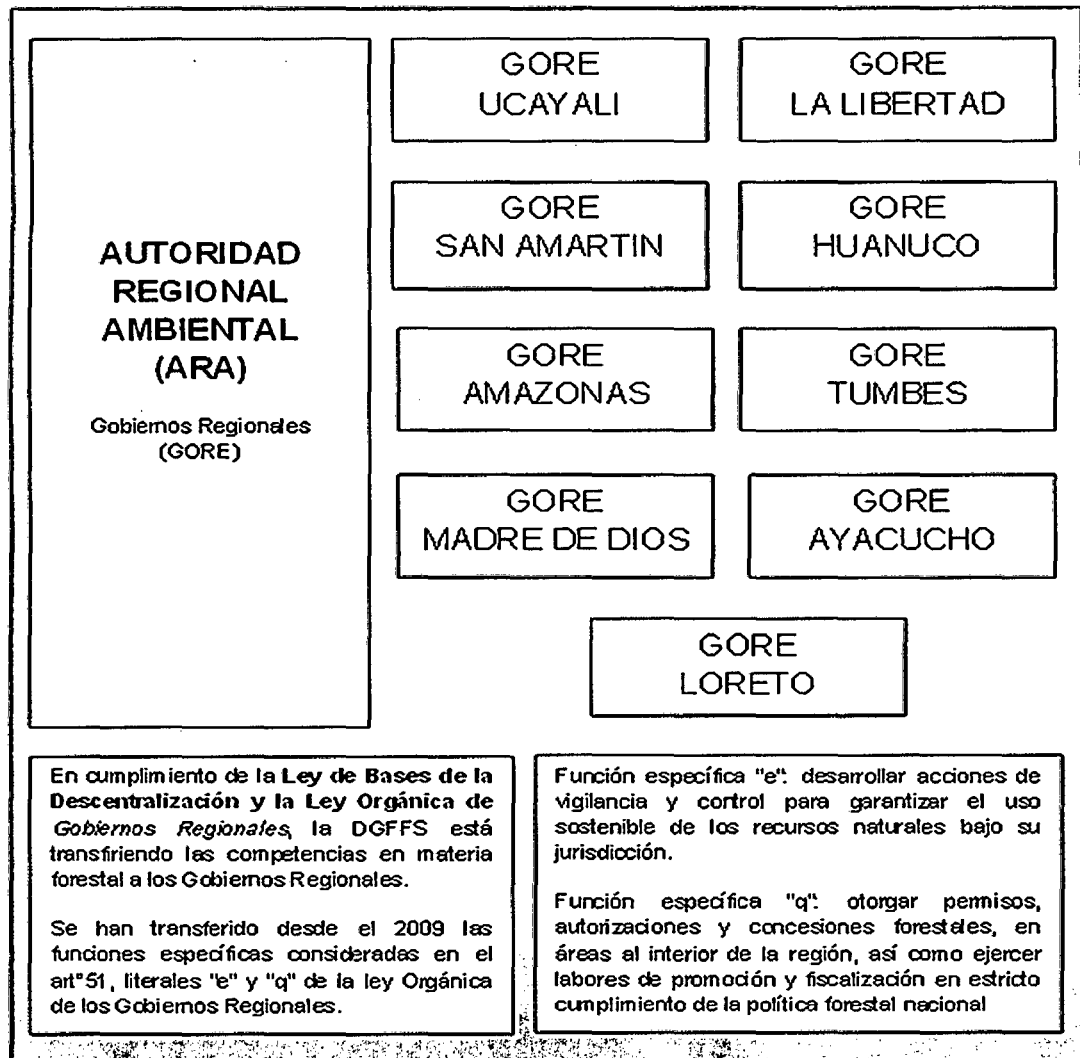 AUTORIDAD
REGIONAL
AMBIENTAL
(ARA)
Gobiernos Regionales
(GORE)
GORE
UCAYALI
GORE
LA LIBERTAD
GORE
SAN AMARTIN
GORE
HUANUCO
GORE
AMAZONAS
GORE
TUMBES
GORE
MADRE DE DIOS
GORE
AYACUCHO
GORE
LORETO
En cumplimiento de la Ley de Bases de la
Descentralización y la Ley Orgánica de
Gobiernos Regionales, la DGFFS está
transfiriendo las competencias en materia
forestal a los Gobiernos Regionales.
Se han transferido desde el 2009 las
funciones específicas consideradas en el
art°51, literales "e" y "q" de la ley Orgánica
de los Gobiernos Regionales.
Función específica "e": desarrollar acciones de
vigilancia y control para garantizar el uso
sostenible de los recursos naturales bajo su
jurisdicción.
Función específica "q": otorgar permisos,
autorizaciones y concesiones forestales, en
áreas al interior de la región, así como ejercer
labores de promoción y fiscalización en estricto
cumplimiento de la política forestal nacional